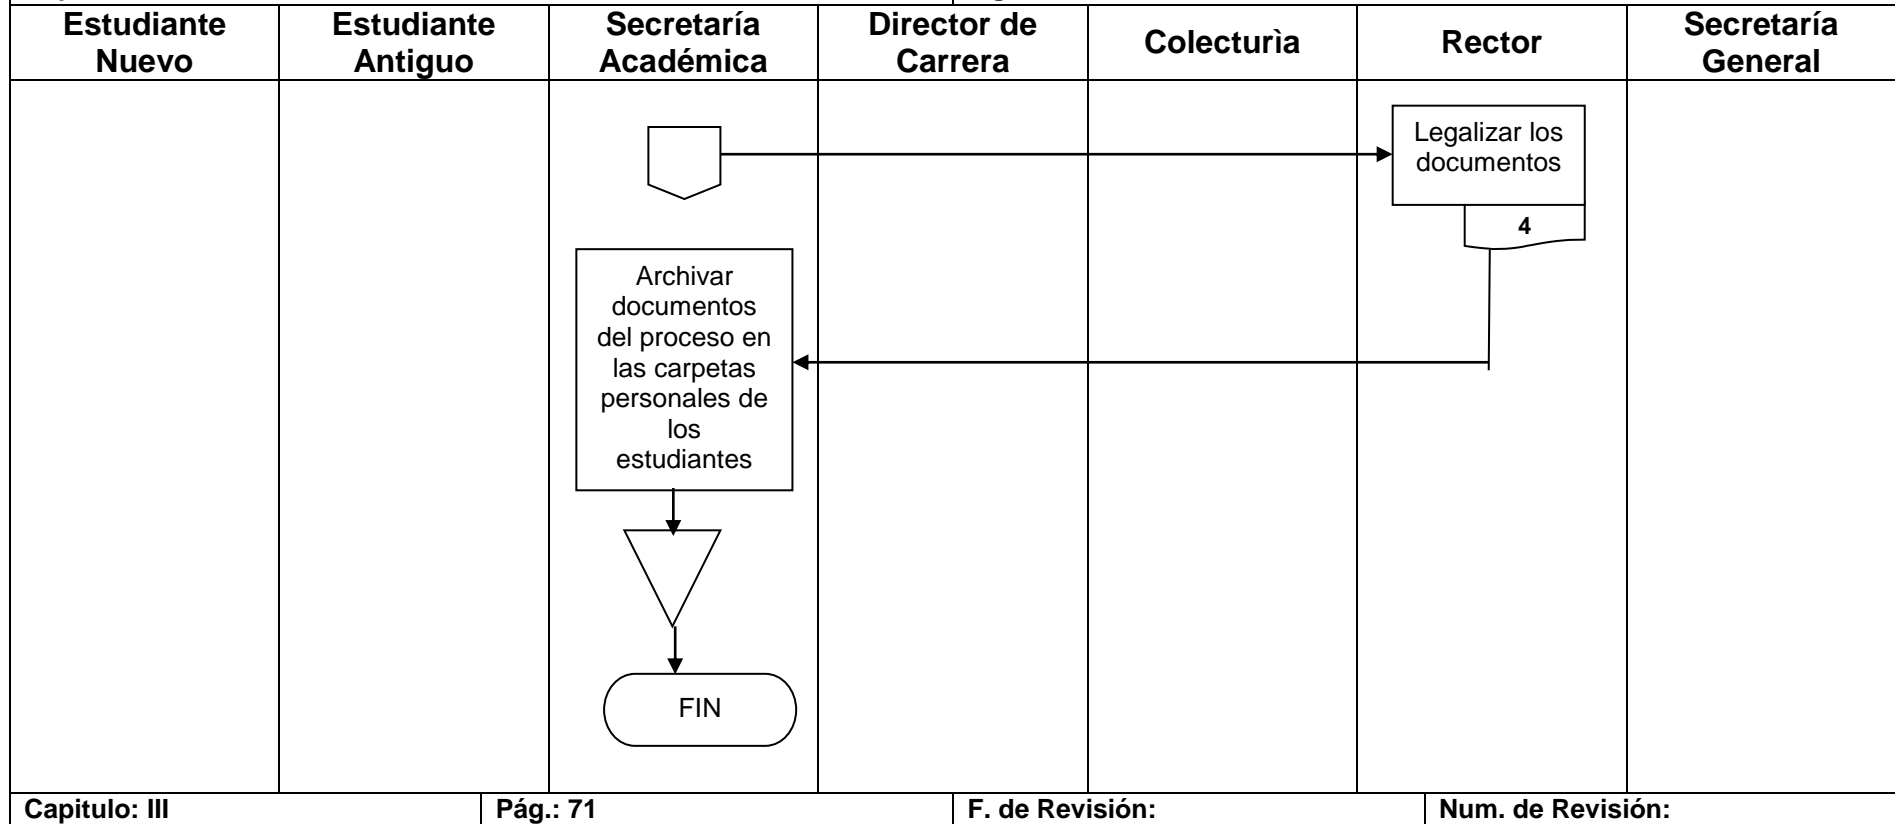 Estudiante
Nuevo
Estudiante
Antiguo
Secretaría
Académica
Director de
Carrera
Colecturìa
Rector
Secretaría
General
Legalizar los
documentos
4
Archivar
documentos
del proceso en
las carpetas
personales de
los
estudiantes
FIN
Capitulo: III
Pág.: 71
F. de Revisión:
Num. de Revisión: